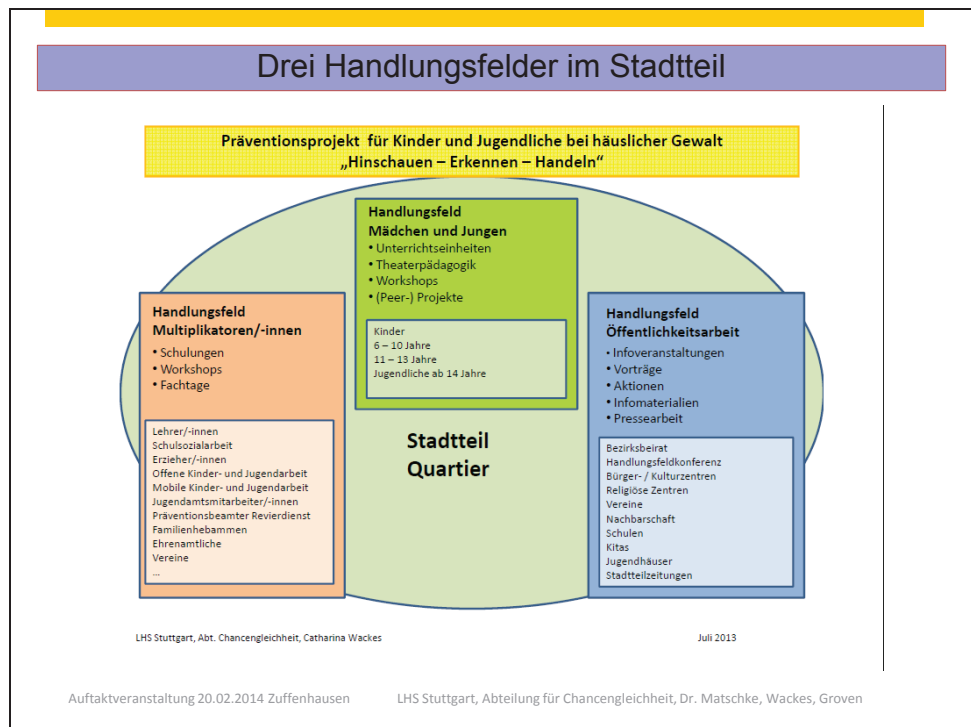 Drei Handlungsfelder im Stadtteil
Präventionsprojekt für Kinder und Jugendliche bei häuslicher Gewalt
„Hinschauen – Erkennen – Handeln“
Handlungsfeld
Mädchen und Jungen
• Unterrichtseinheiten
• Theaterpädagogik
• Workshops
• (Peer-) Projekte
Kinder
6 – 10 Jahre
11 – 13 Jahre
Jugendliche ab 14 Jahre
Handlungsfeld
Multiplikatoren/-innen
• Schulungen
• Workshops
• Fachtage
Lehrer/-innen
Schulsozialarbeit
Erzieher/-innen
Offene Kinder- und Jugendarbeit
Mobile Kinder- und Jugendarbeit
Jugendamtsmitarbeiter/-innen
Präventionsbeamter Revierdienst
Familienhebammen
Ehrenamtliche
Vereine
...
Stadtteil
Quartier
Handlungsfeld
Öffentlichkeitsarbeit
• Infoveranstaltungen
• Vorträge
• Aktionen
• Infomaterialien
• Pressearbeit
Bezirksbeirat
Handlungsfeldkonferenz
Bürger- / Kulturzentren
Religiöse Zentren
Vereine
Nachbarschaft
Schulen
Kitas
Jugendhäuser
Stadtteilzeitungen
LHS Stuttgart, Abt. Chancengleichheit, Catharina Wackes
Juli 2013
Auftaktveranstaltung 20.02.2014 Zuffenhausen
LHS Stuttgart, Abteilung für Chancengleichheit, Dr. Matschke, Wackes, Groven